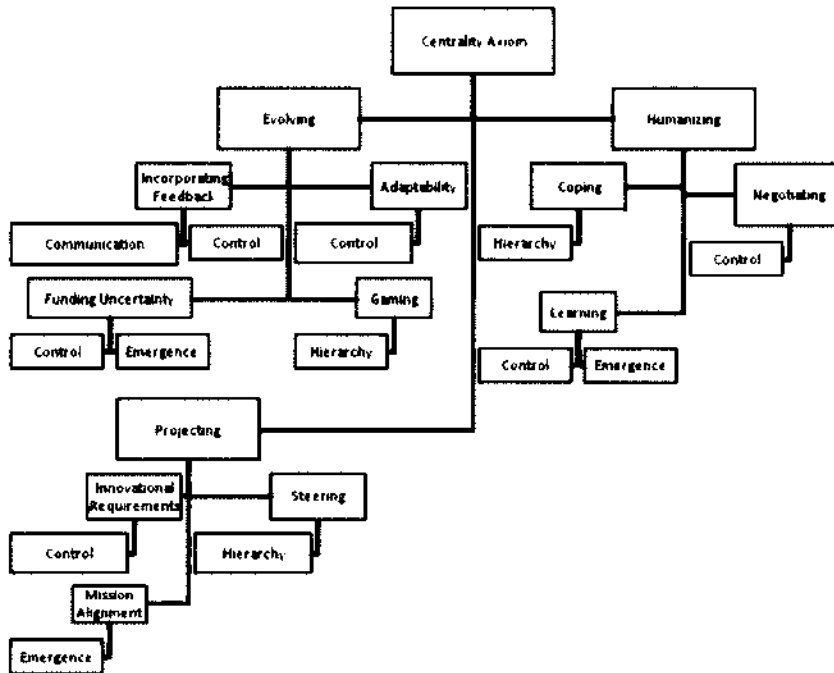 Centrality Axiom
Evolving
Humanizing
Incorporating
Feedback
Adaptability
Coping
Negotiating
Communication
Control
Control
Hierarchy
Control
Funding Uncertainty
Gaming
Learning
Control
Emergence
Hierarchy
Control
Emergence
Projecting
Innovational
Requirements
Steering
Control
Hierarchy
Mission
Alignment
Emergence